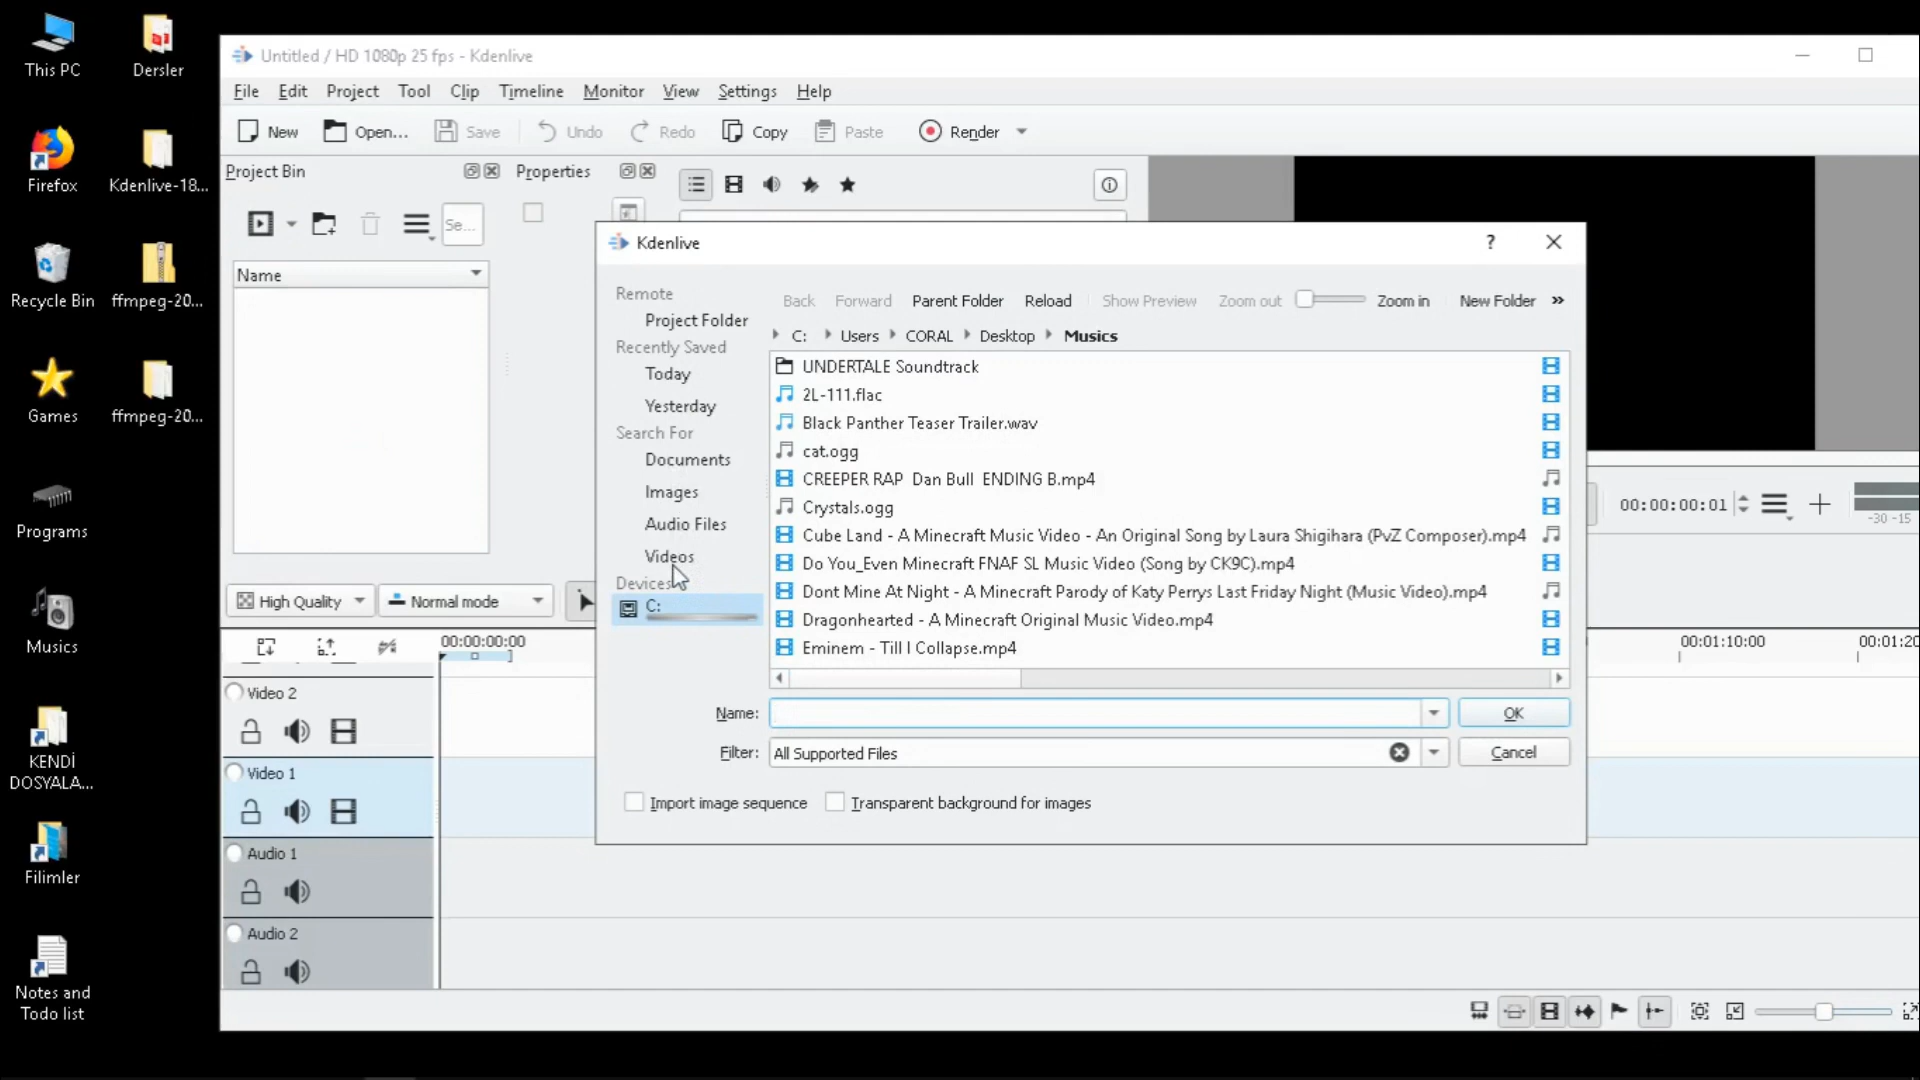 This PC
Dersler
Firefox
Kdenlive-18...
Recycle Bin
ffmpeg-20...
Games
ffmpeg-20...
Programs
Musics
KENDİ
DOSYALA...
Filimler
Notes and
Todo list
Untitled / HD 1080p 25 fps - Kdenlive
File Edit Project Tool Clip Timeline Monitor View Settings Help
New Open... Save Undo Redo Copy Paste Render
Project Bin
Properties
Se...
Name
Kdenlive
?
Remote
Project Folder
Recently Saved
Today
Yesterday
Search For
Documents
Images
Audio Files
Videos
Devices
C:
Back Forward Parent Folder Reload Show Preview Zoom out Zoom in New Folder »
C: Users CORAL Desktop Musics
UNDERTALE Soundtrack
2L-111.flac
Black Panther Teaser Trailer.wav
cat.ogg
CREEPER RAP Dan Bull ENDING B.mp4
Crystals.ogg
Cube Land - A Minecraft Music Video - An Original Song by Laura Shigihara (PvZ Composer).mp4
Do You_Even Minecraft FNAF SL Music Video (Song by CK9C).mp4
Dont Mine At Night - A Minecraft Parody of Katy Perrys Last Friday Night (Music Video).mp4
Dragonhearted - A Minecraft Original Music Video.mp4
Eminem - Till I Collapse.mp4
Name:
OK
Filter: All Supported Files
Cancel
Import image sequence
Transparent background for images
00:00:00:01
-30 -15
High Quality
Normal mode
00:00:00:00
00:01:10:00
00:01:20
Video 2
Video 1
Audio 1
Audio 2